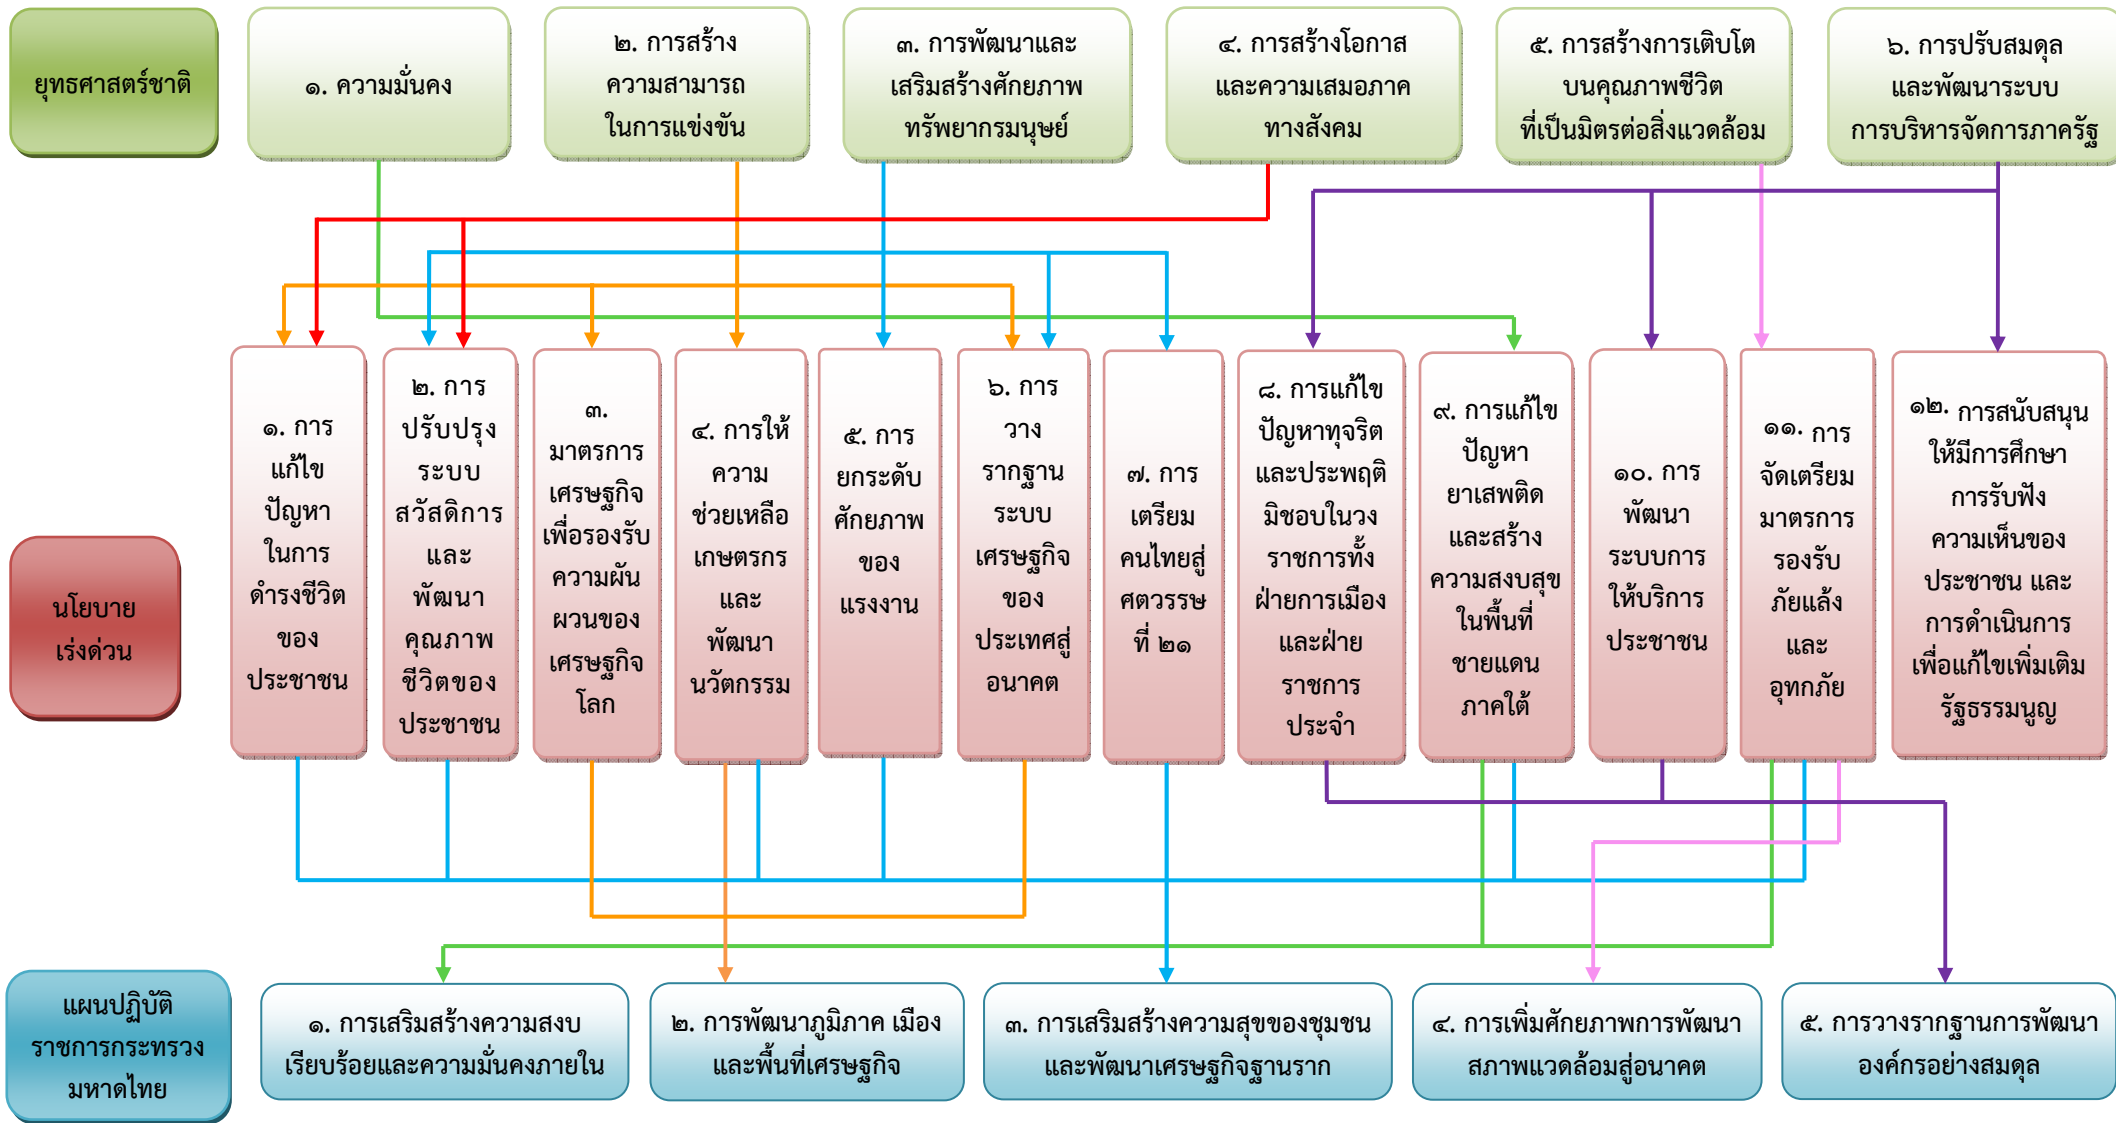 ยุทธศาสตร์ชาติ
๑. ความมั่นคง
๒. การสร้าง
ความสามารถ
ในการแข่งขัน
๓. การพัฒนาและ
เสริมสร้างศักยภาพ
ทรัพยากรมนุษย์
๔. การสร้างโอกาส
และความเสมอภาค
ทางสังคม
๕. การสร้างการเติบโต
บนคุณภาพชีวิต
ที่เป็นมิตรต่อสิ่งแวดล้อม
๖. การปรับสมดุล
และพัฒนาระบบ
การบริหารจัดการภาครัฐ
นโยบาย
เร่งด่วน
๑. การ
แก้ไข
ปัญหา
ในการ
ดำรงชีวิต
ของ
ประชาชน
๒. การ
ปรับปรุง
ระบบ
สวัสดิการ
และ
พัฒนา
คุณภาพ
ชีวิตของ
ประชาชน
๓.
มาตรการ
เศรษฐกิจ
เพื่อรองรับ
ความผัน
ผวนของ
เศรษฐกิจ
โลก
๔. การให้
ความ
ช่วยเหลือ
เกษตรกร
และ
พัฒนา
นวัตกรรม
๕. การ
ยกระดับ
ศักยภาพ
ของ
แรงงาน
๖. การ
วาง
รากฐาน
ระบบ
เศรษฐกิจ
ของ
ประเทศสู่
อนาคต
๗. การ
เตรียม
คนไทยสู่
ศตวรรษ
ที่ ๒๑
๘. การแก้ไข
ปัญหาทุจริต
และประพฤติ
มิชอบในวง
ราชการทั้ง
ฝ่ายการเมือง
และฝ่าย
ราชการ
ประจำ
๙. การแก้ไข
ปัญหา
ยาเสพติด
และสร้าง
ความสงบสุข
ในพื้นที่
ชายแดน
ภาคใต้
๑๐. การ
พัฒนา
ระบบการ
ให้บริการ
ประชาชน
๑๑. การ
จัดเตรียม
มาตรการ
รองรับ
ภัยแล้ง
และ
อุทกภัย
๑๒. การสนับสนุน
ให้มีการศึกษา
การรับฟัง
ความเห็นของ
ประชาชน และ
การดำเนินการ
เพื่อแก้ไขเพิ่มเติม
รัฐธรรมนูญ
แผนปฏิบัติ
ราชการกระทรวง
มหาดไทย
๑. การเสริมสร้างความสงบ
เรียบร้อยและความมั่นคงภายใน
๒. การพัฒนาภูมิภาค เมือง
และพื้นที่เศรษฐกิจ
๓. การเสริมสร้างความสุขของชุมชน
และพัฒนาเศรษฐกิจฐานราก
๔. การเพิ่มศักยภาพการพัฒนา
สภาพแวดล้อมสู่อนาคต
๕. การวางรากฐานการพัฒนา
องค์กรอย่างสมดุล